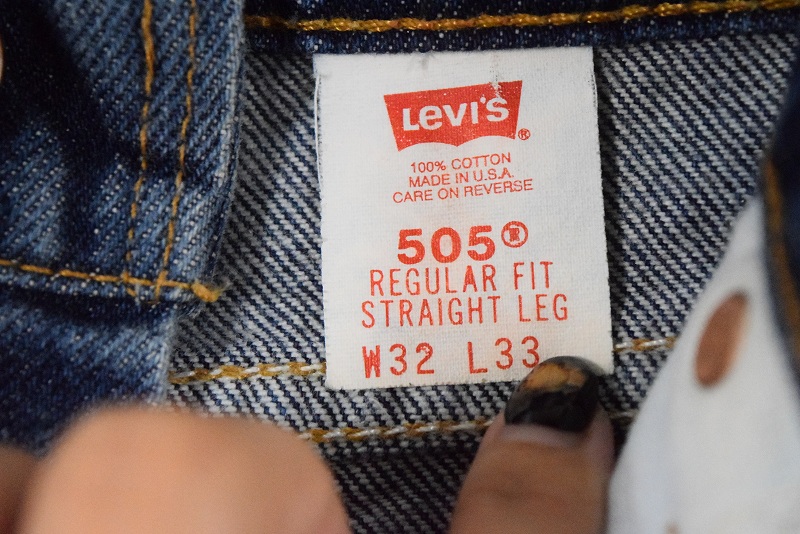 LEVI'S®
100% COTTON
MADE IN U.S.A.
CARE ON REVERSE
505®
REGULAR FIT
STRAIGHT LEG
W32 L33